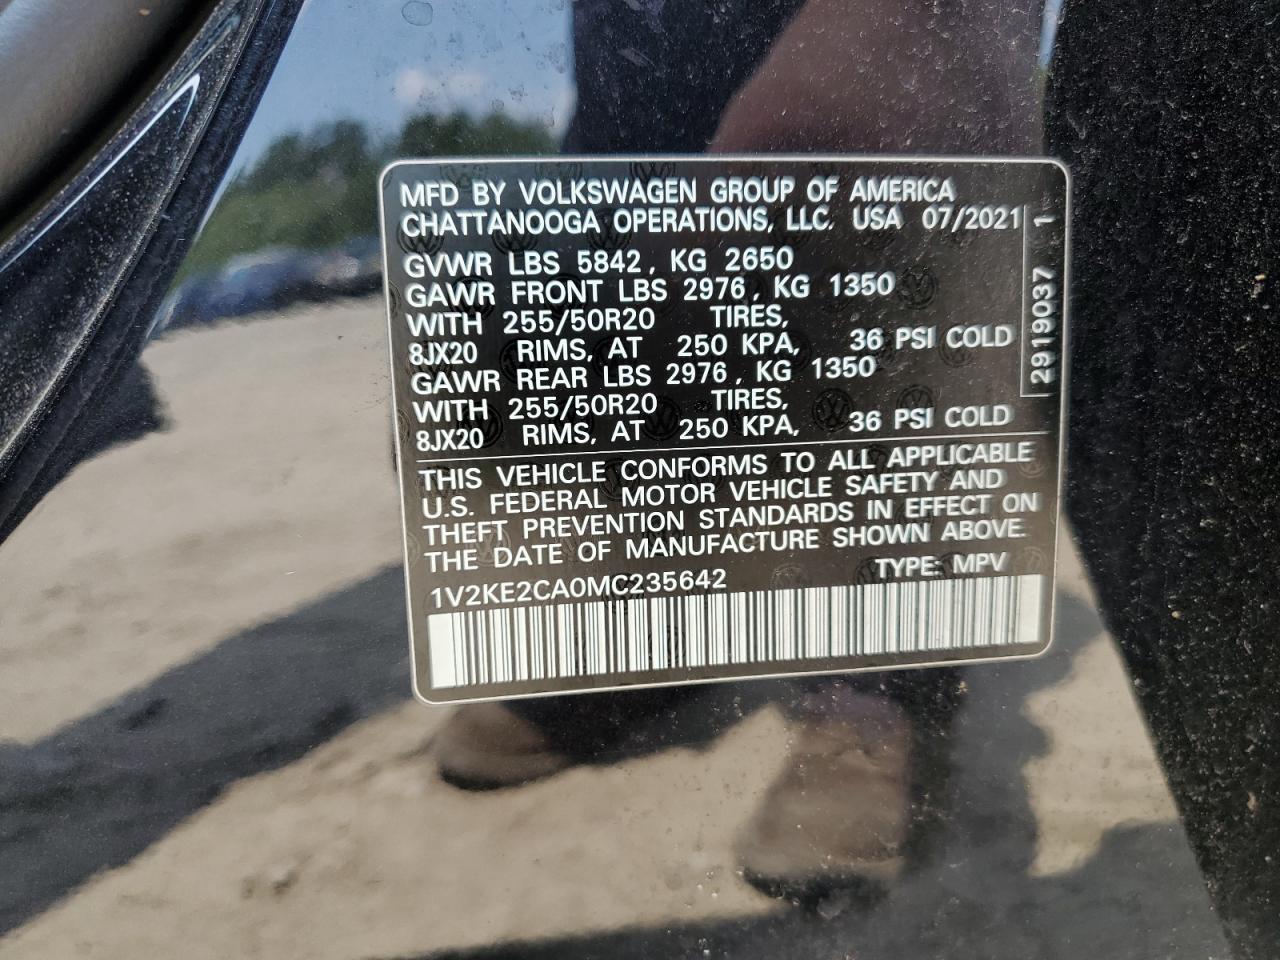 MFD BY VOLKSWAGEN GROUP OF AMERICA
CHATTANOOGA OPERATIONS, LLC. USA 07/2021
GVWR LBS 5842, KG 2650
GAWR FRONT LBS 2976, KG 1350
WITH 255/50R20 TIRES,
8JX20 RIMS, AT 250 KPA, 36 PSI COLD
GAWR REAR LBS 2976, KG 1350
WITH 255/50R20 TIRES,
8JX20 RIMS, AT 250 KPA, 36 PSI COLD
2919037 1
THIS VEHICLE CONFORMS TO ALL APPLICABLE
U.S. FEDERAL MOTOR VEHICLE SAFETY AND
THEFT PREVENTION STANDARDS IN EFFECT ON
THE DATE OF MANUFACTURE SHOWN ABOVE.
1V2KE2CA0MC235642 TYPE: MPV